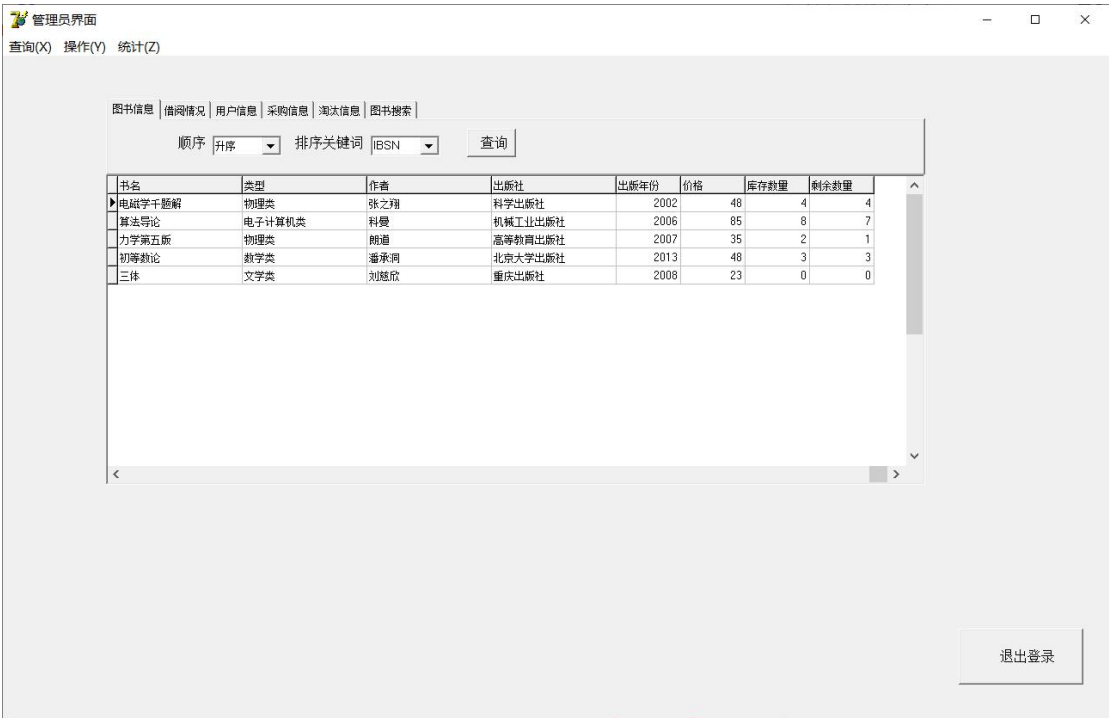 管理员界面
查询(X) 操作(Y) 统计(Z)
图书信息 借阅情况 用户信息 采购信息 淘汰信息 图书搜索
顺序 升序 排序关键词 IBSN 查询
书名 类型 作者 出版社 出版年份 价格 库存数量 剩余数量
电磁学千题解 物理类 张之翔 科学出版社 2002 48 4 4
算法导论 电子计算机类 科曼 机械工业出版社 2006 85 8 7
力学第五版 物理类 朗道 高等教育出版社 2007 35 2 1
初等数论 数学类 潘承洞 北京大学出版社 2013 48 3 3
三体 文学类 刘慈欣 重庆出版社 2008 23 0 0
退出登录